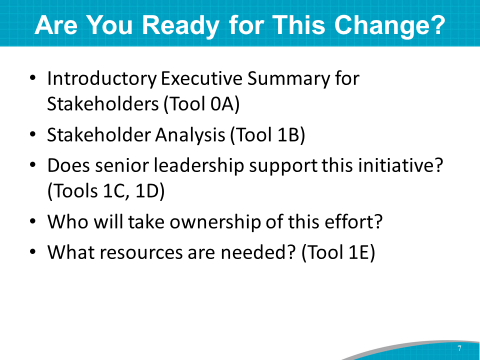 Are You Ready for This Change?
• Introductory Executive Summary for
Stakeholders (Tool 0A)
• Stakeholder Analysis (Tool 1B)
• Does senior leadership support this initiative?
(Tools 1C, 1D)
• Who will take ownership of this effort?
• What resources are needed? (Tool 1E)
7